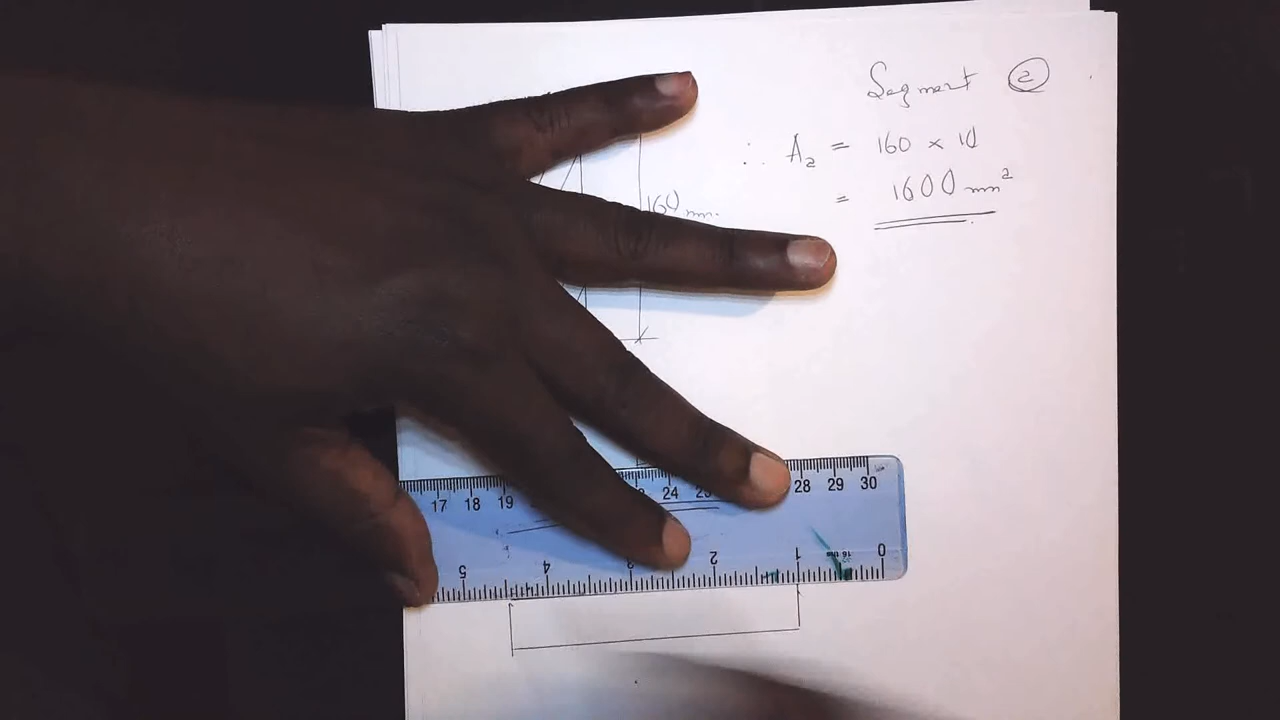 Segment ②
∴ A₂ = 160 × 10
= 1600 mm²
160 mm.
17 18 19 24 28 29 30
5 4 3 2 1 0